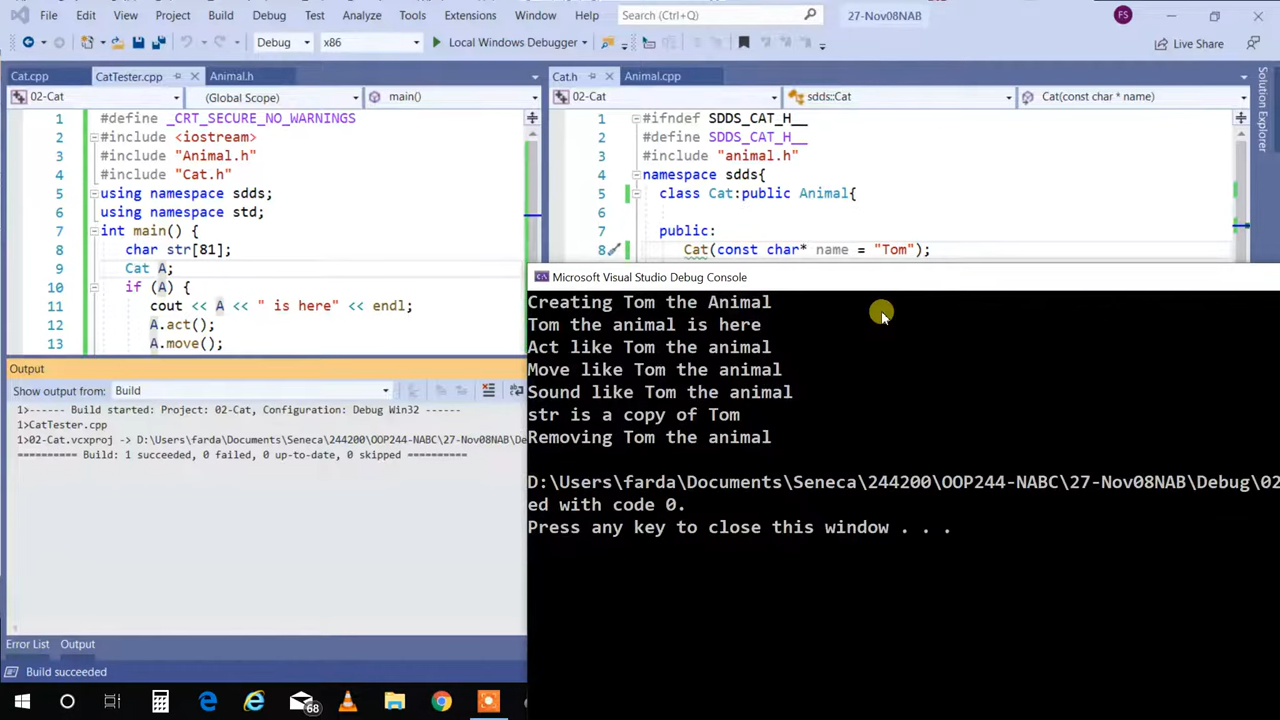 File Edit View Project Build Debug Test Analyze Tools Extensions Window Help Search (Ctrl+Q) 27-Nov08NAB FS
Debug x86 Local Windows Debugger Live Share
Cat.cpp CatTester.cpp Animal.h
02-Cat (Global Scope) main()
1 #define _CRT_SECURE_NO_WARNINGS
2 #include <iostream>
3 #include "Animal.h"
4 #include "Cat.h"
5 using namespace sdds;
6 using namespace std;
7 int main() {
8 char str[81];
9 Cat A;
10 if (A) {
11 cout << A << " is here" << endl;
12 A.act();
13 A.move();
Cat.h Animal.cpp
02-Cat sdds::Cat Cat(const char * name)
1 #ifndef SDDS_CAT_H__
2 #define SDDS_CAT_H__
3 #include "animal.h"
4 namespace sdds{
5 class Cat:public Animal{
6
7 public:
8 Cat(const char* name = "Tom");
Solution Explorer
Output
Show output from: Build
1>------ Build started: Project: 02-Cat, Configuration: Debug Win32 ------
1>CatTester.cpp
1>02-Cat.vcxproj -> D:\Users\farda\Documents\Seneca\244200\OOP244-NABC\27-Nov08NAB\De
========== Build: 1 succeeded, 0 failed, 0 up-to-date, 0 skipped ==========
Error List Output
Build succeeded
Microsoft Visual Studio Debug Console
Creating Tom the Animal
Tom the animal is here
Act like Tom the animal
Move like Tom the animal
Sound like Tom the animal
str is a copy of Tom
Removing Tom the animal
D:\Users\farda\Documents\Seneca\244200\OOP244-NABC\27-Nov08NAB\Debug\02
ed with code 0.
Press any key to close this window . . .
68